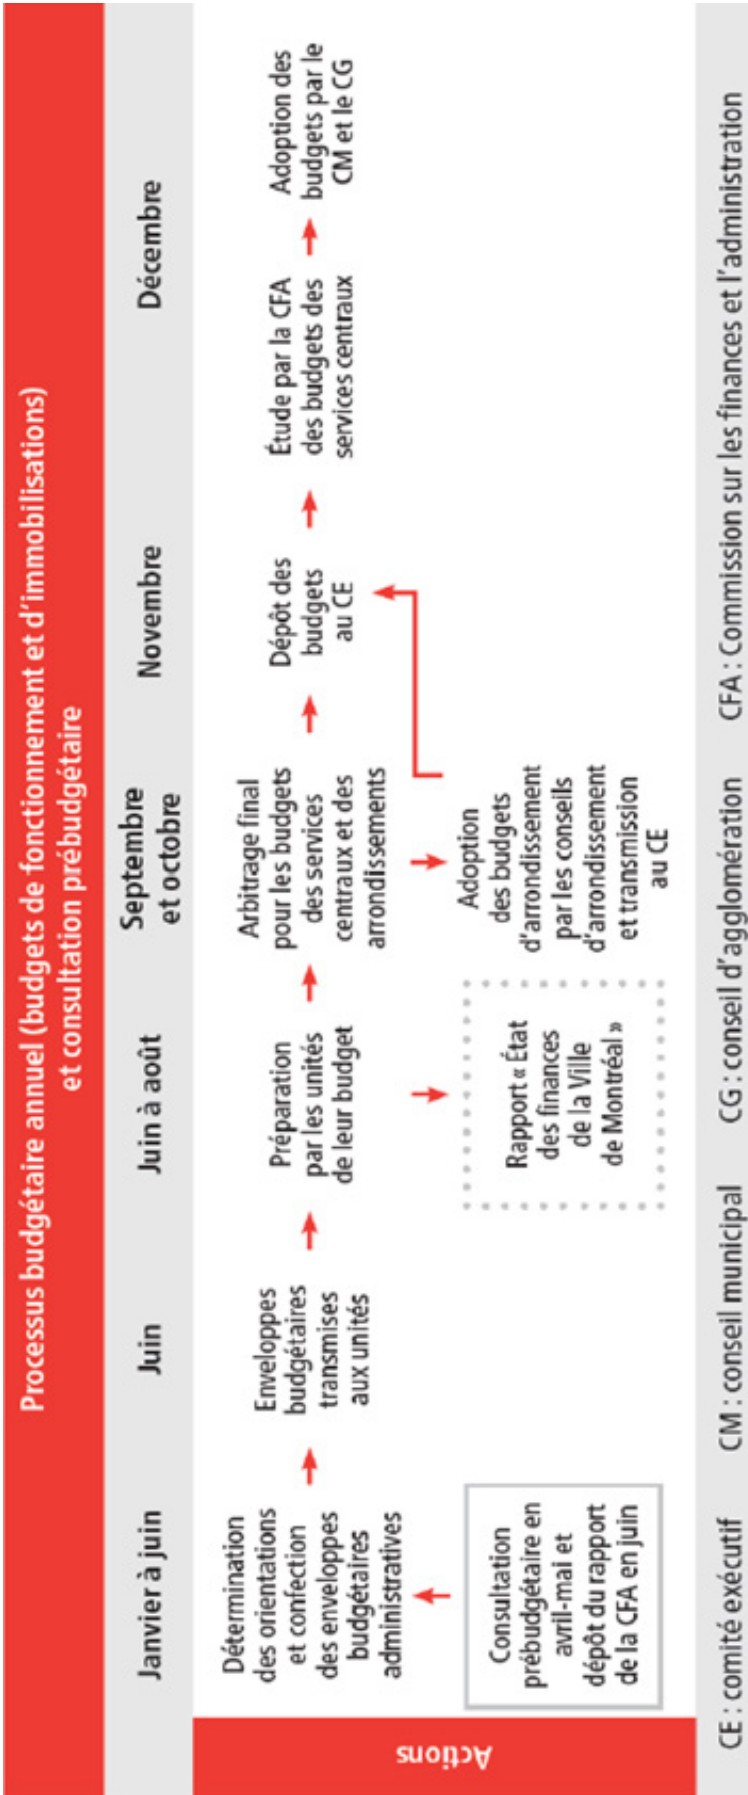 Processus budgétaire annuel (budgets de fonctionnement et d'immobilisations)
et consultation prébudgétaire
Janvier à juin
Juin
Juin à août
Septembre
et octobre
Novembre
Décembre
Actions
Détermination
des orientations
et confection
des enveloppes
budgétaires
administratives
Enveloppes
budgétaires
transmises
aux unités
Préparation
par les unités
de leur budget
Arbitrage final
pour les budgets
des services
centraux et des
arrondissements
Dépôt des
budgets
au CE
Étude par la CFA
des budgets des
services centraux
Adoption des
budgets par le
CM et le CG
Consultation
prébudgétaire en
avril-mai et
dépôt du rapport
de la CFA en juin
Rapport « État
des finances
de la Ville
de Montréal »
Adoption
des budgets
d'arrondissement
par les conseils
d'arrondissement
et transmission
au CE
CE : comité exécutif CM : conseil municipal CG : conseil d'agglomération CFA : Commission sur les finances et l'administration